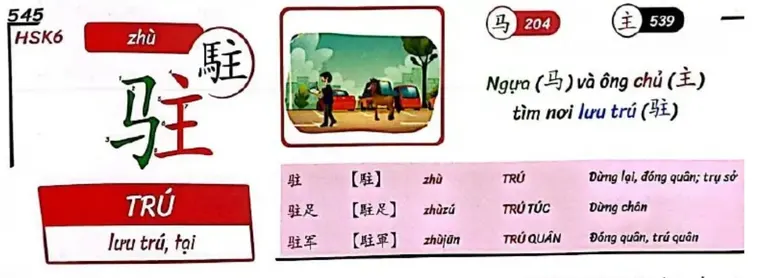 545
HSK6
zhù
駐
驻
TRÚ
lưu trú, tại
马 204
主 539
Ngựa (马) và ông chủ (主)
tìm nơi lưu trú (驻)
驻 【駐】 zhù TRÚ Dừng lại, đóng quân; trụ sở
驻足 【駐足】 zhùzú TRÚ TÚC Dừng chân
驻军 【駐軍】 zhùjūn TRÚ QUÂN Đóng quân, trú quân